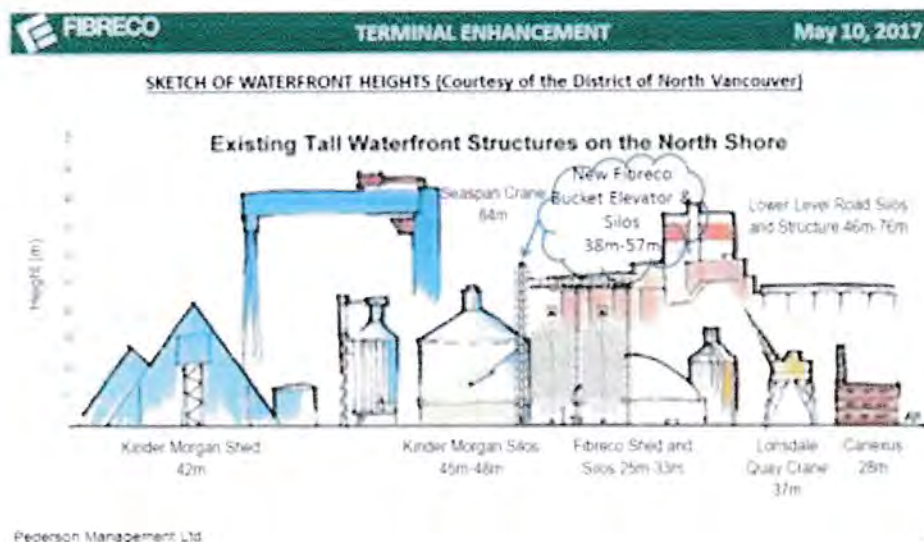 FIBRECO
TERMINAL ENHANCEMENT
May 10, 2017
SKETCH OF WATERFRONT HEIGHTS (Courtesy of the District of North Vancouver)
Existing Tall Waterfront Structures on the North Shore
Seaspan Crane
64m
New Fibreco
Bucket Elevator &
Silos
38m-57m
Lower Level Road Silos
and Structure 46m-76m
Height (m)
Kinder Morgan Shed
42m
Kinder Morgan Silos
45m-48m
Fibreco Shed and
Silos 25m-33m
Lonsdale
Quay Crane
37m
Canexus
28m
Pederson Management Ltd